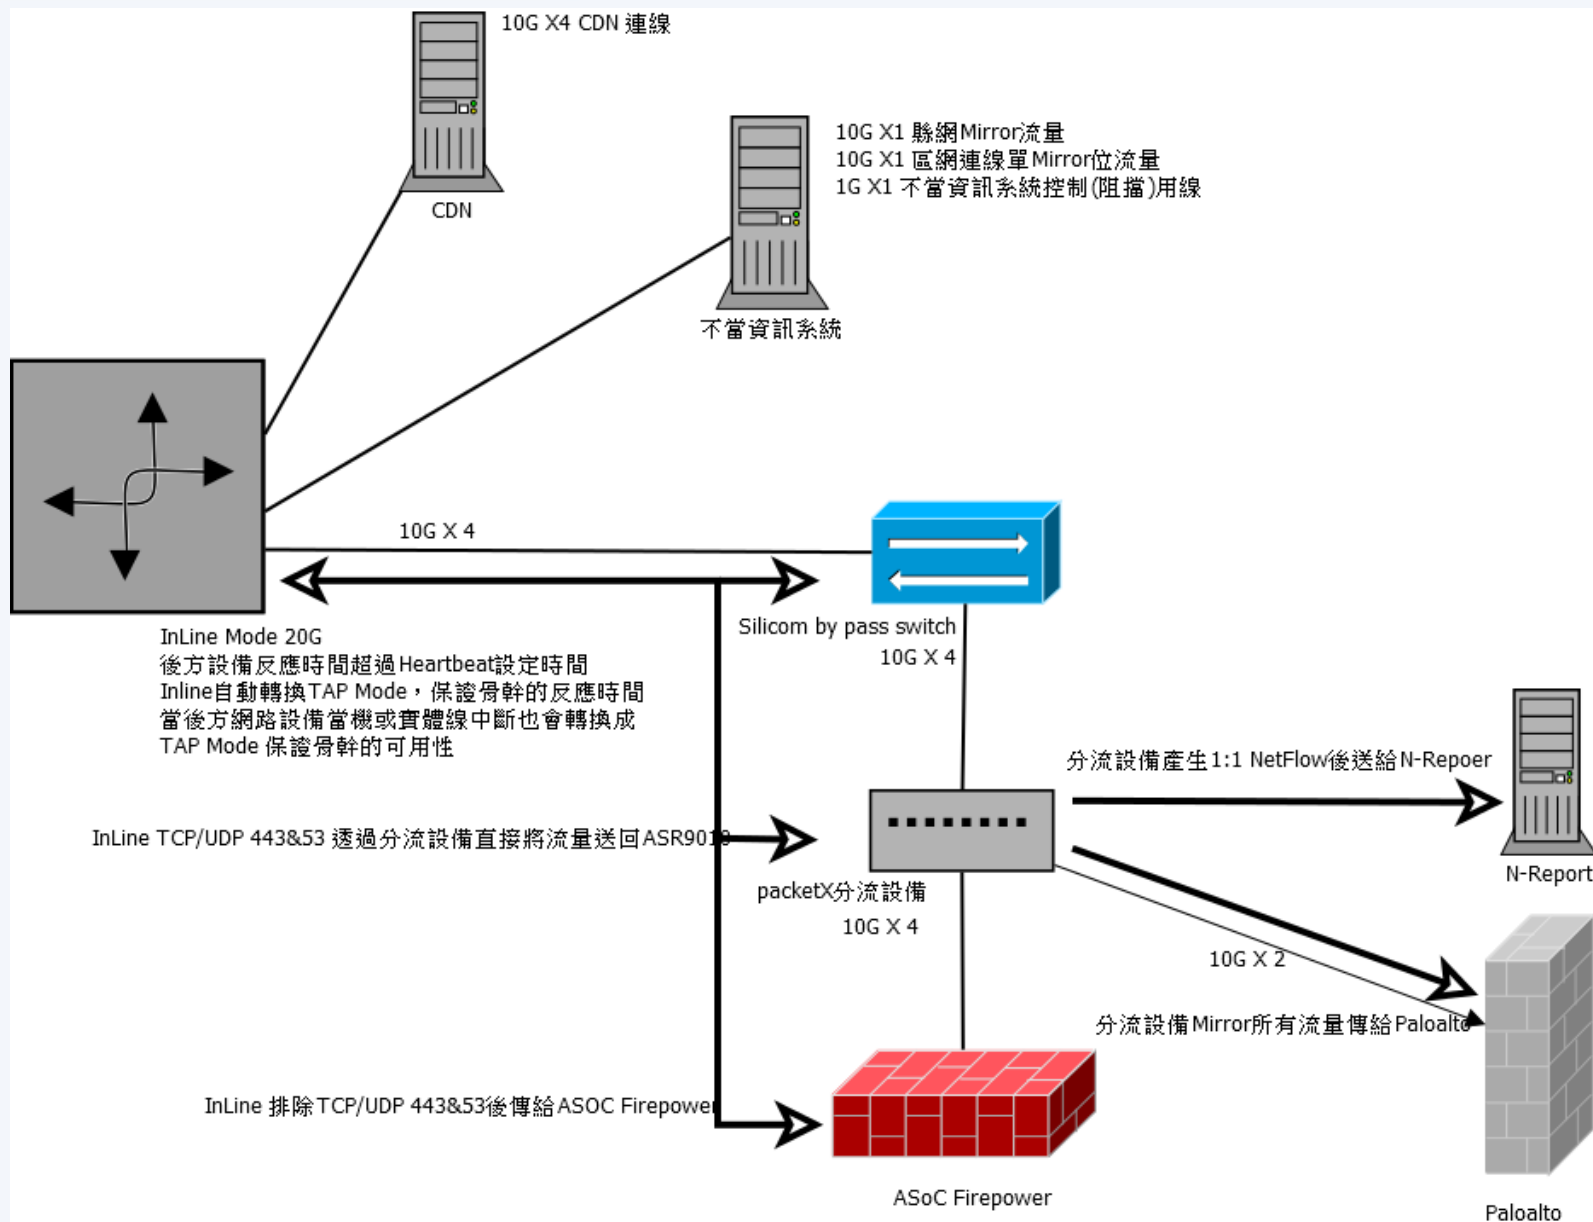 10G X4 CDN 連線
CDN
10G X1 縣網Mirror流量
10G X1 區網連線單Mirror位流量
1G X1 不當資訊系統控制(阻擋)用線
不當資訊系統
10G X 4
Silicom by pass switch
10G X 4
InLine Mode 20G
後方設備反應時間超過Heartbeat設定時間
Inline自動轉換TAP Mode，保證骨幹的反應時間
當後方網路設備當機或實體線中斷也會轉換成
TAP Mode 保證骨幹的可用性
分流設備產生1:1 NetFlow後送給N-Repoer
N-Report
InLine TCP/UDP 443&53 透過分流設備直接將流量送回ASR9010
packetX分流設備
10G X 4
10G X 2
分流設備Mirror所有流量傳給Paloalto
InLine 排除TCP/UDP 443&53後傳給ASOC Firepower
ASoC Firepower
Paloalto